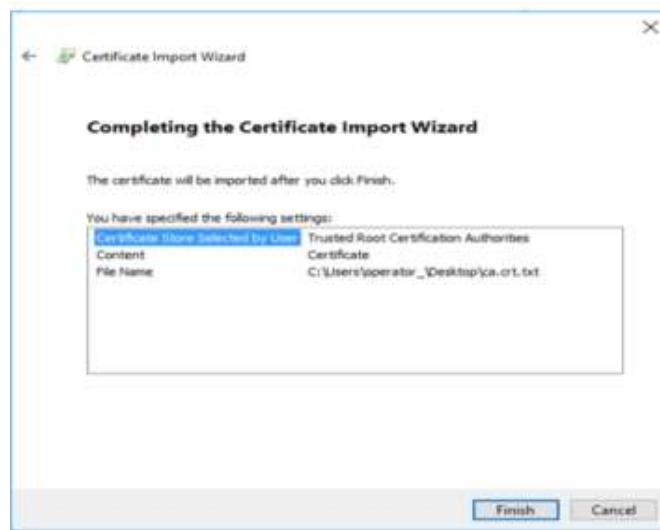 Certificate Import Wizard
Completing the Certificate Import Wizard
The certificate will be imported after you click Finish.
You have specified the following settings:
Certificate Store Selected by User Trusted Root Certification Authorities
Content Certificate
File Name C:\Users\operator_\Desktop\ca.crt.txt
Finish Cancel